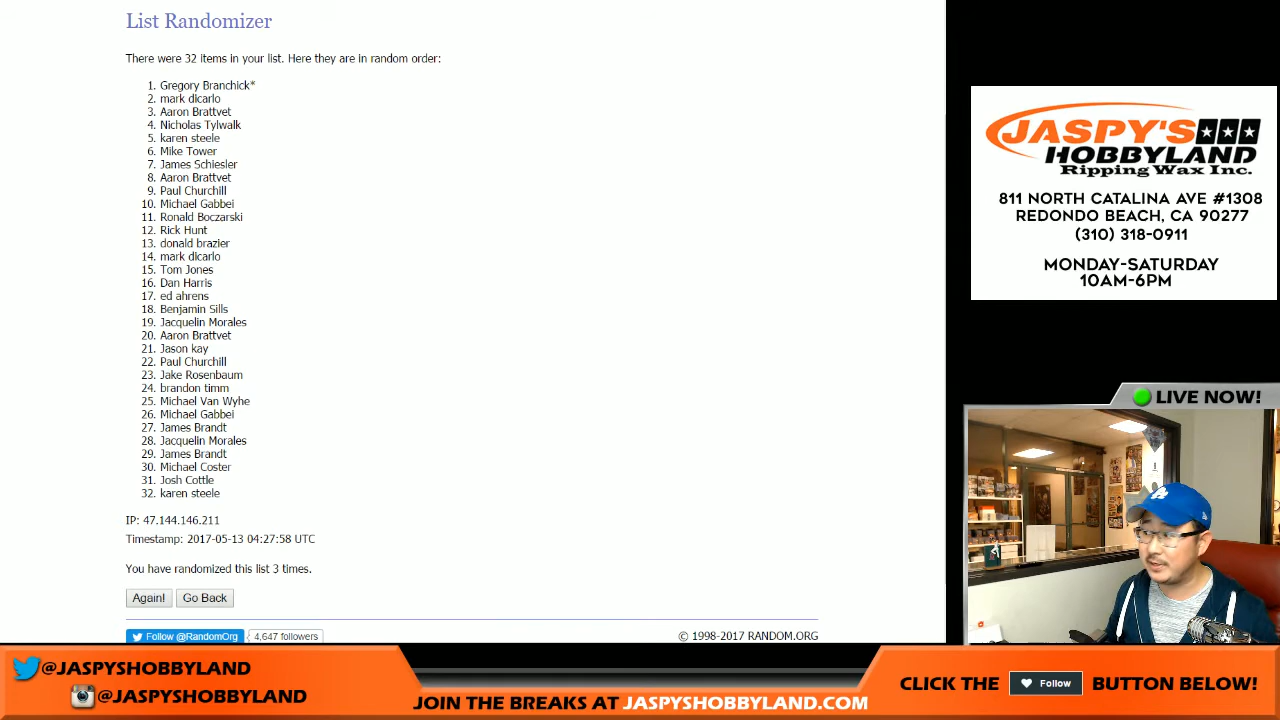 List Randomizer
There were 32 items in your list. Here they are in random order:
1. Gregory Branchick*
2. mark dicarlo
3. Aaron Brattvet
4. Nicholas Tylwalk
5. karen steele
6. Mike Tower
7. James Schiesler
8. Aaron Brattvet
9. Paul Churchill
10. Michael Gabbei
11. Ronald Boczarski
12. Rick Hunt
13. donald brazier
14. mark dicarlo
15. Tom Jones
16. Dan Harris
17. ed ahrens
18. Benjamin Sills
19. Jacquelin Morales
20. Aaron Brattvet
21. Jason kay
22. Paul Churchill
23. Jake Rosenbaum
24. brandon timm
25. Michael Van Wyhe
26. Michael Gabbei
27. James Brandt
28. Jacquelin Morales
29. James Brandt
30. Michael Coster
31. Josh Cottle
32. karen steele
IP: 47.144.146.211
Timestamp: 2017-05-13 04:27:58 UTC
You have randomized this list 3 times.
Again! Go Back
Follow @RandomOrg 4,647 followers
© 1998-2017 RANDOM.ORG
JASPY'S
HOBBYLAND
Ripping Wax Inc.
811 NORTH CATALINA AVE #1308
REDONDO BEACH, CA 90277
(310) 318-0911
MONDAY-SATURDAY
10AM-6PM
LIVE NOW!
@JASPYSHOBBYLAND
@JASPYSHOBBYLAND
JOIN THE BREAKS AT JASPYSHOBBYLAND.COM
CLICK THE Follow BUTTON BELOW!